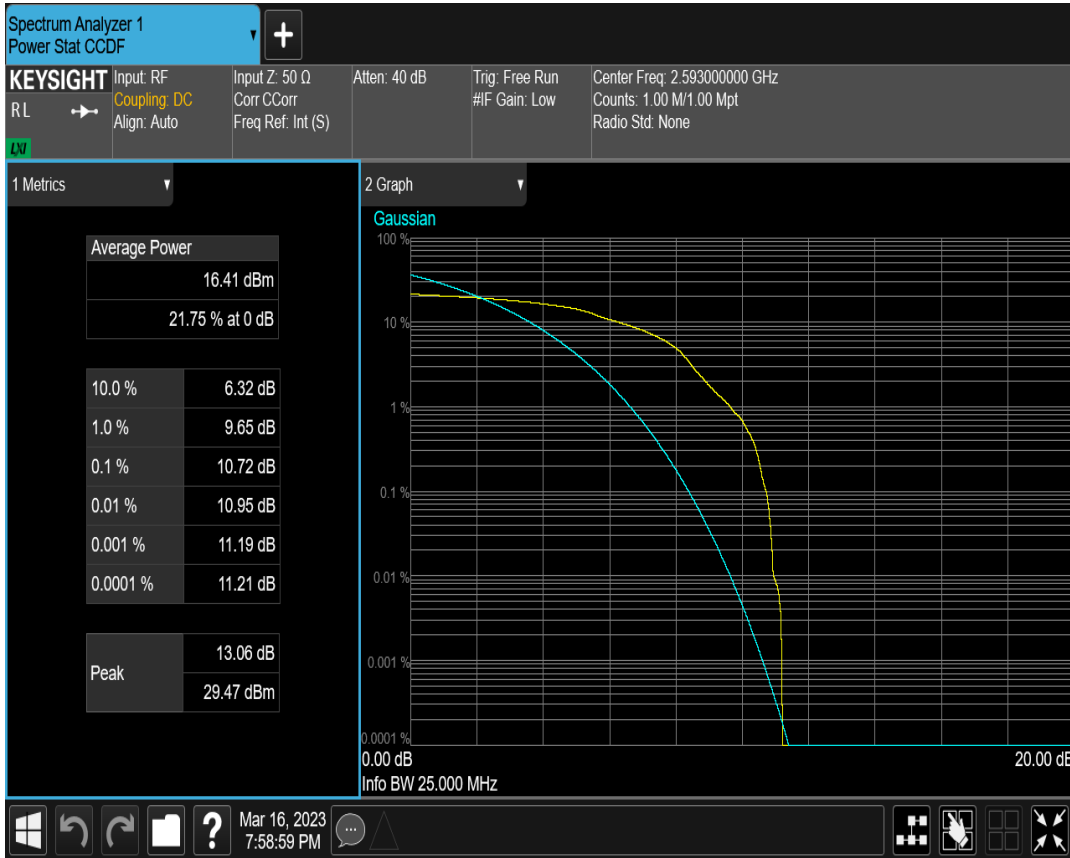 Spectrum Analyzer 1
Power Stat CCDF
KEYSIGHT
R L
LXI
Input: RF
Coupling: DC
Align: Auto
Input Z: 50 Ω
Corr CCorr
Freq Ref: Int (S)
Atten: 40 dB
Trig: Free Run
#IF Gain: Low
Center Freq: 2.593000000 GHz
Counts: 1.00 M/1.00 Mpt
Radio Std: None
1 Metrics
Average Power
16.41 dBm
21.75 % at 0 dB
10.0 % 6.32 dB
1.0 % 9.65 dB
0.1 % 10.72 dB
0.01 % 10.95 dB
0.001 % 11.19 dB
0.0001 % 11.21 dB
Peak
13.06 dB
29.47 dBm
2 Graph
Gaussian
100 %
10 %
1 %
0.1 %
0.01 %
0.001 %
0.0001 %
0.00 dB 20.00 dB
Info BW 25.000 MHz
?
Mar 16, 2023
7:58:59 PM